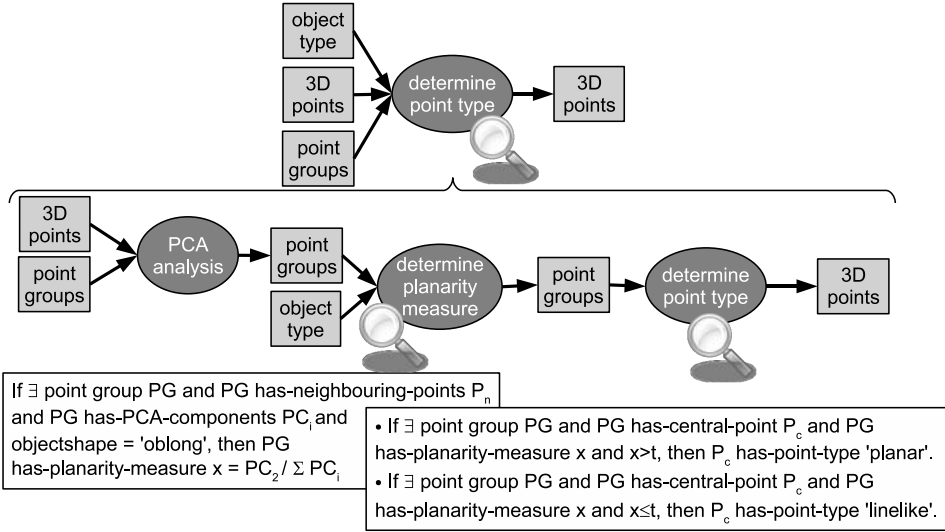 object
type
3D
points
point
groups
determine
point type
3D
points
3D
points
point
groups
PCA
analysis
point
groups
object
type
determine
planarity
measure
point
groups
determine
point type
3D
points
If ∃ point group PG and PG has-neighbouring-points Pₙ
and PG has-PCA-components PCᵢ and
objectshape = 'oblong', then PG
has-planarity-measure x = PC₂ / Σ PCᵢ
• If ∃ point group PG and PG has-central-point P꜀ and PG
has-planarity-measure x and x>t, then P꜀ has-point-type 'planar'.
• If ∃ point group PG and PG has-central-point P꜀ and PG
has-planarity-measure x and x≤t, then P꜀ has-point-type 'linelike'.